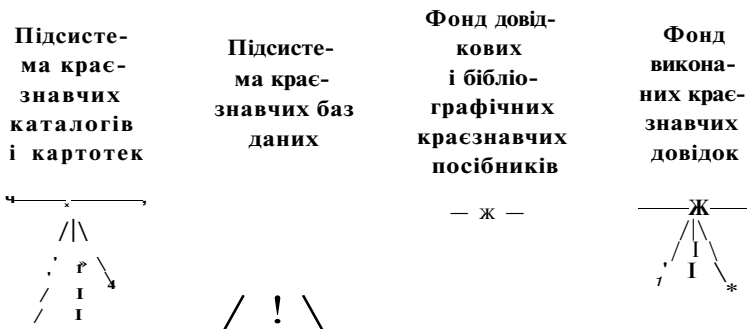 Підсисте-
ма крає-
знавчих
каталогів
і картотек
Підсисте-
ма крає-
знавчих баз
даних
Фонд довід-
кових
і бібліо-
графічних
краєзнавчих
посібників
Фонд
викона-
них крає-
знавчих
довідок